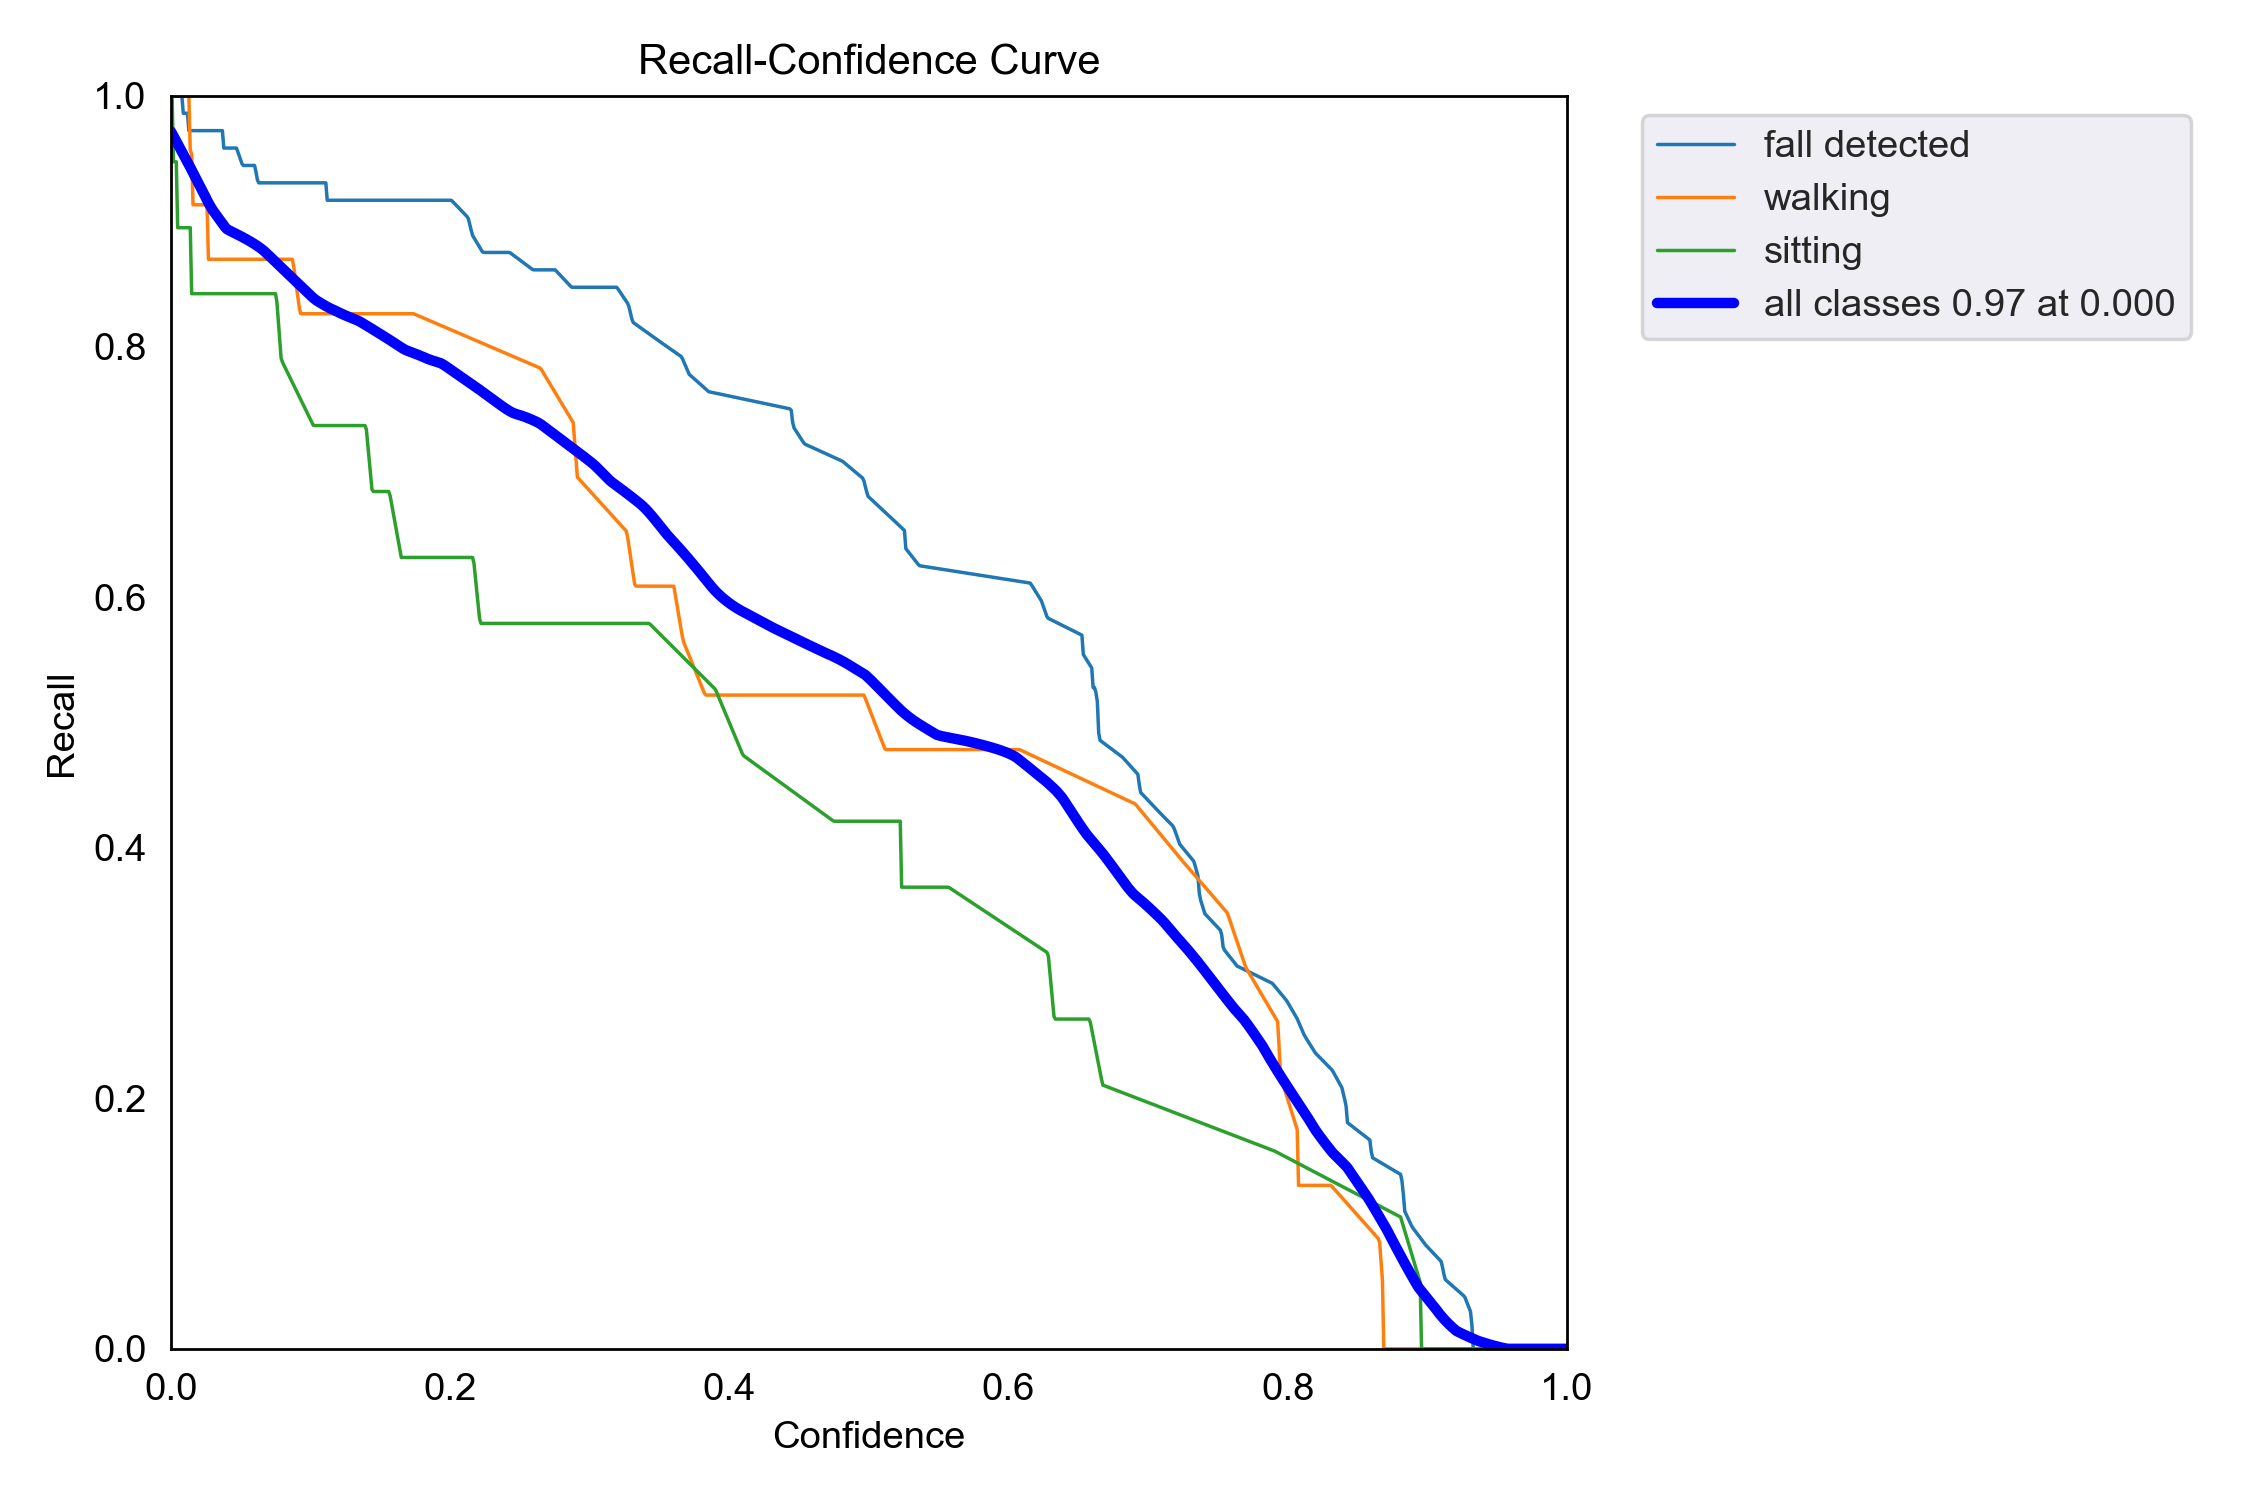 Recall-Confidence Curve
1.0
0.8
0.6
0.4
0.2
0.0
Recall
0.0 0.2 0.4 0.6 0.8 1.0
Confidence
fall detected
walking
sitting
all classes 0.97 at 0.000